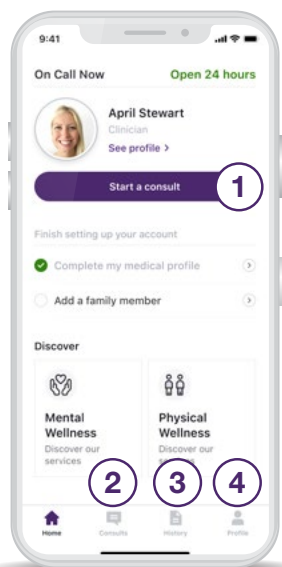 9:41
On Call Now Open 24 hours
April Stewart
Clinician
See profile >
Start a consult 1
Finish setting up your account
Complete my medical profile
Add a family member
Discover
Mental Wellness
Physical Wellness
Discover our services
Discover our services
2 3 4
Home Consults History Profile